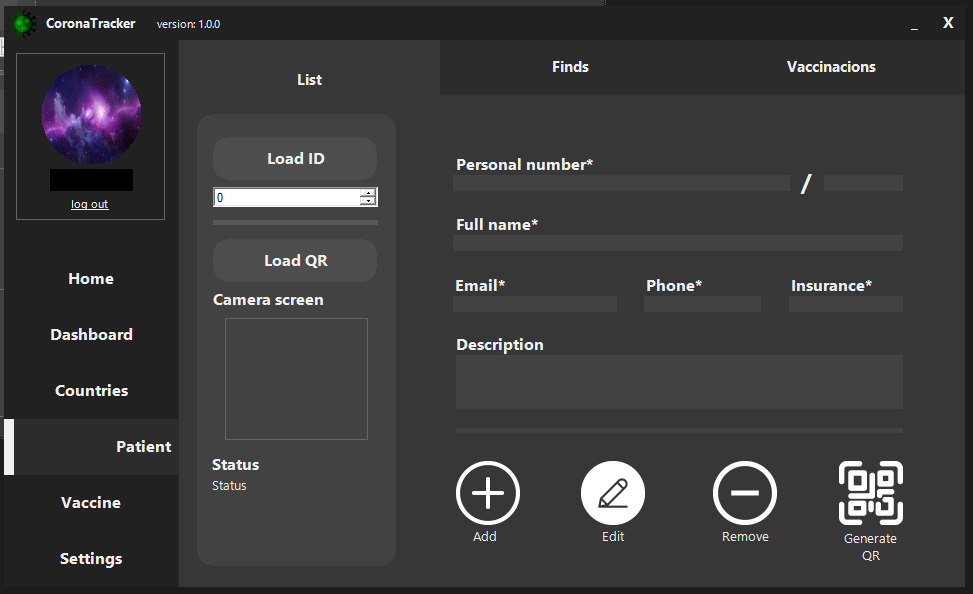 CoronaTracker version: 1.0.0 _ X
log out
Home
Dashboard
Countries
Patient
Vaccine
Settings
List
Finds
Vaccinacions
Load ID
0
Load QR
Camera screen
Status
Status
Personal number*
/
Full name*
Email* Phone* Insurance*
Description
Add
Edit
Remove
Generate
QR